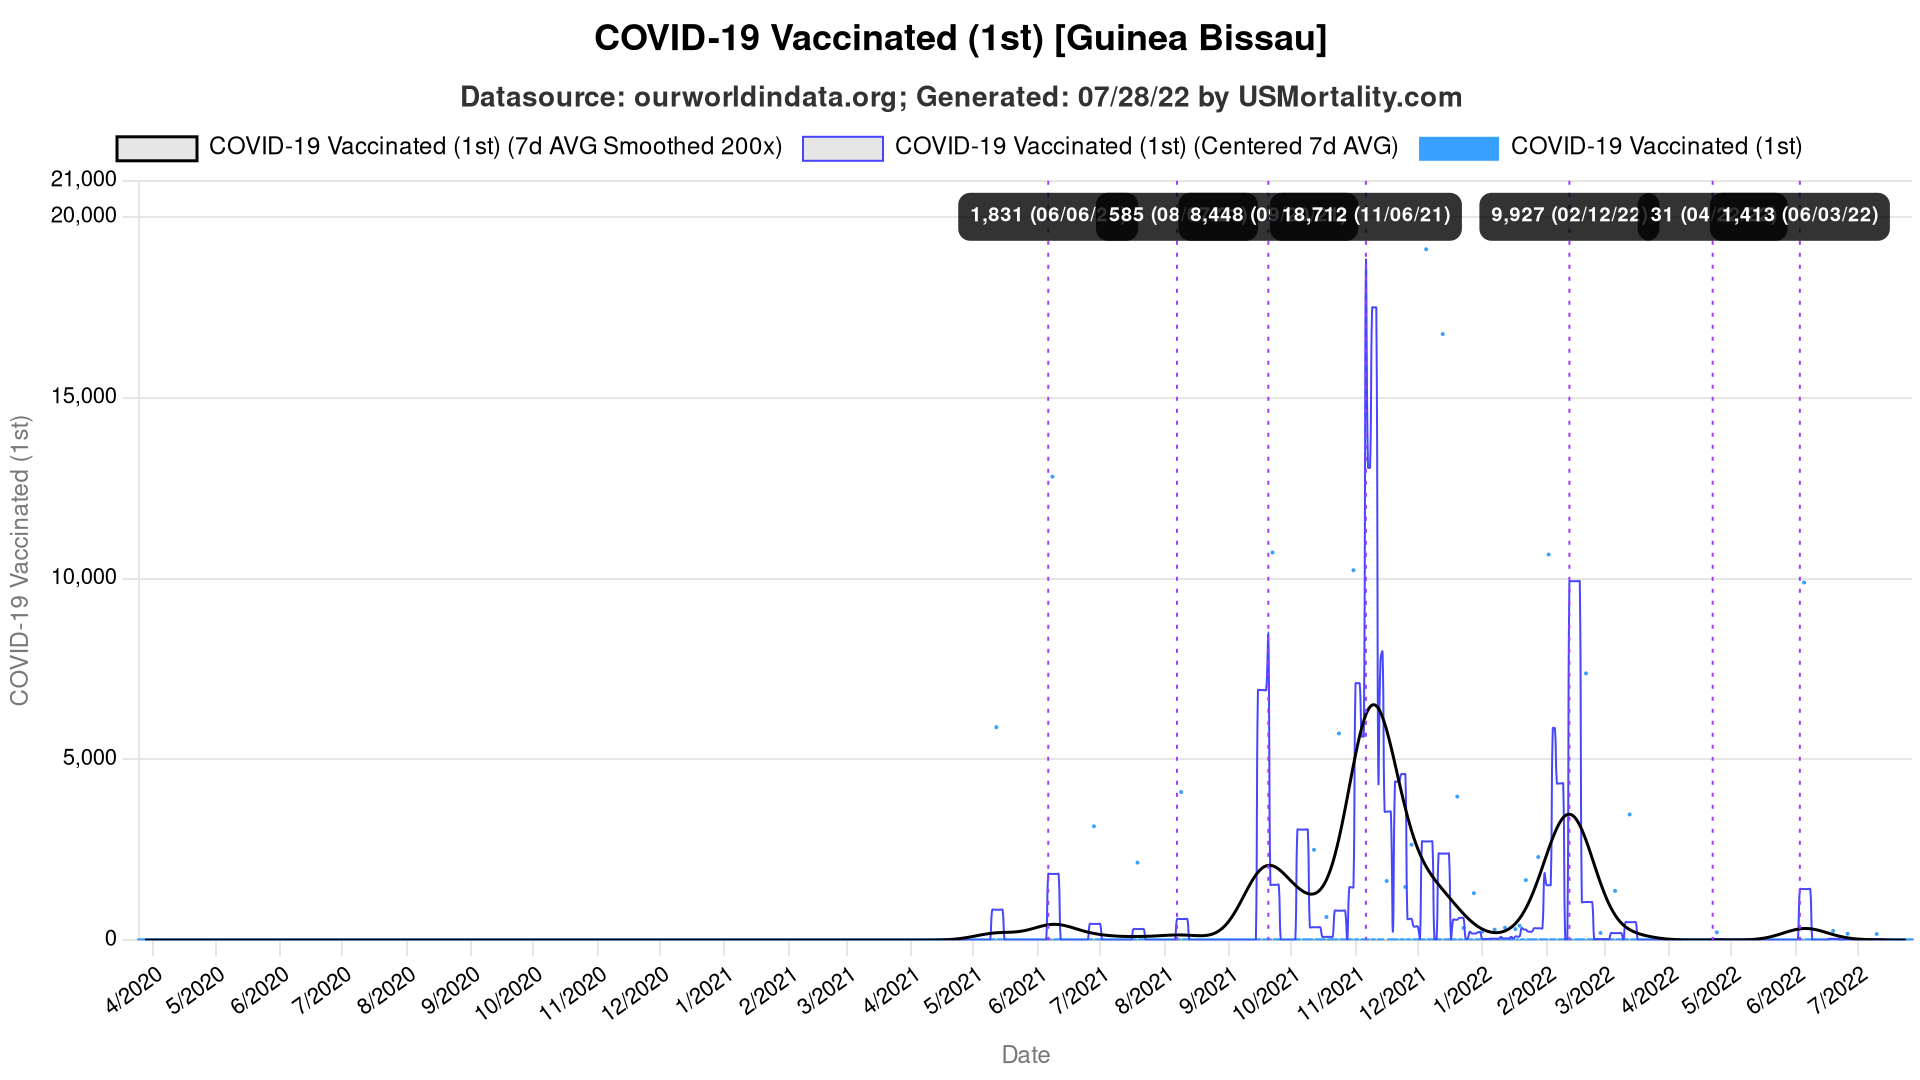 COVID-19 Vaccinated (1st) [Guinea Bissau]
Datasource: ourworldindata.org; Generated: 07/28/22 by USMortality.com
COVID-19 Vaccinated (1st) (7d AVG Smoothed 200x) COVID-19 Vaccinated (1st) (Centered 7d AVG) COVID-19 Vaccinated (1st)
21,000
20,000
15,000
10,000
5,000
0
1,831 (06/06/ 585 (08/ 8,448 (09 18,712 (11/06/21) 9,927 (02/12/22) 31 (04/ 1,413 (06/03/22)
COVID-19 Vaccinated (1st)
4/2020 5/2020 6/2020 7/2020 8/2020 9/2020 10/2020 11/2020 12/2020 1/2021 2/2021 3/2021 4/2021 5/2021 6/2021 7/2021 8/2021 9/2021 10/2021 11/2021 12/2021 1/2022 2/2022 3/2022 4/2022 5/2022 6/2022 7/2022
Date